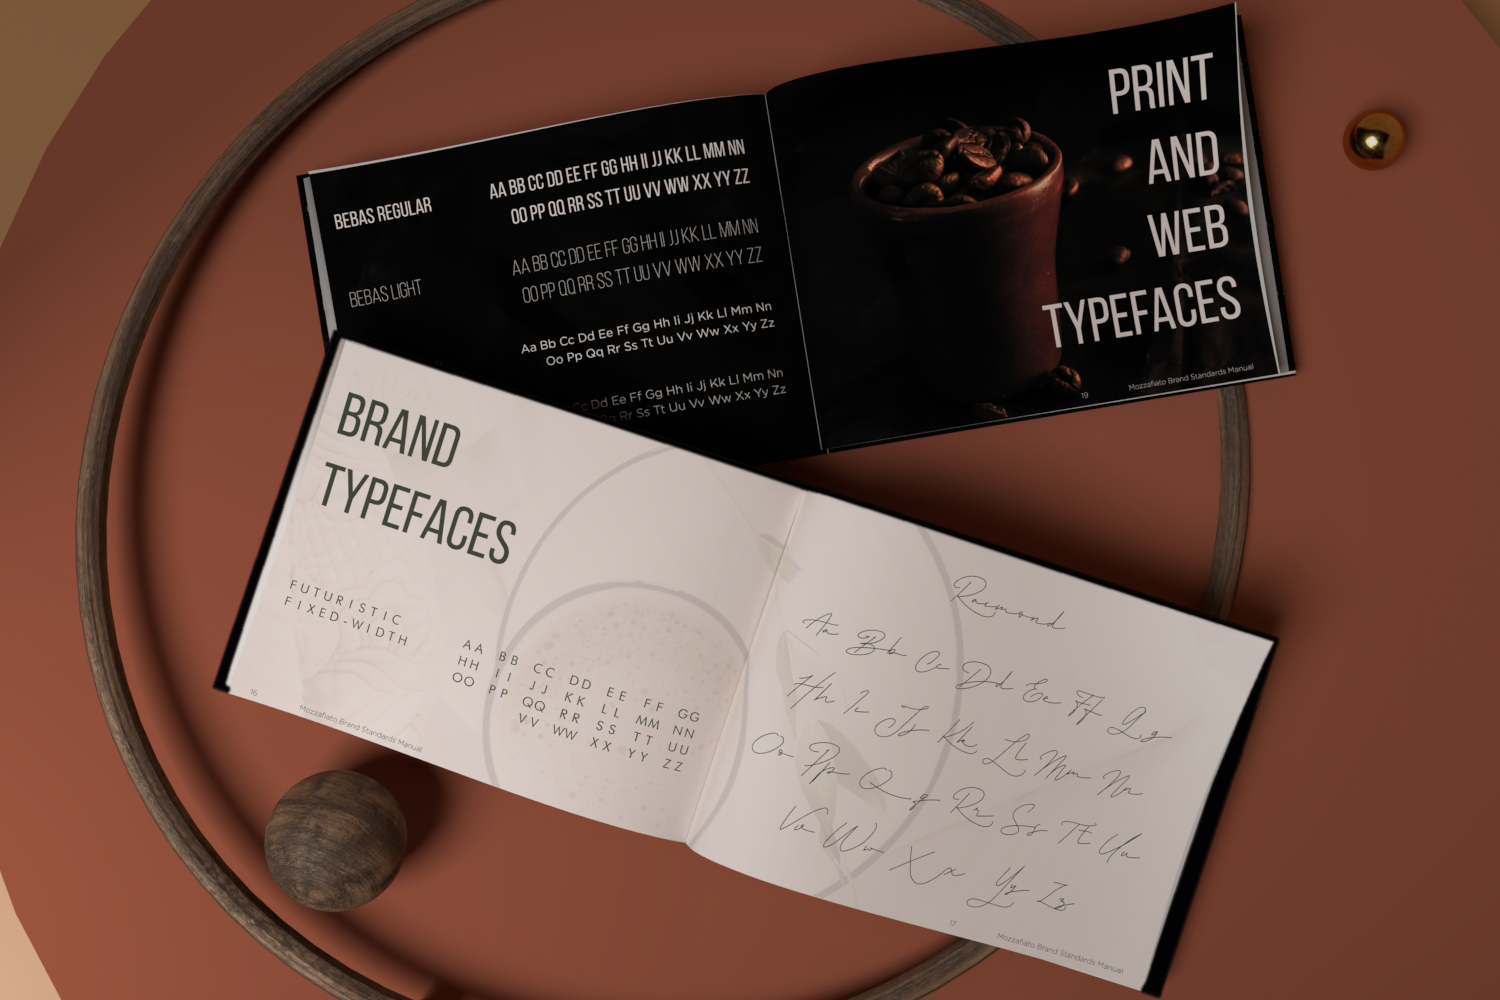 BEBAS REGULAR
AA BB CC DD EE FF GG HH II JJ KK LL MM NN
OO PP QQ RR SS TT UU VV WW XX YY ZZ
BEBAS LIGHT
AA BB CC DD EE FF GG HH II JJ KK LL MM NN
OO PP QQ RR SS TT UU VV WW XX YY ZZ
Aa Bb Cc Dd Ee Ff Gg Hh Ii Jj Kk Ll Mm Nn
Oo Pp Qq Rr Ss Tt Uu Vv Ww Xx Yy Zz
Cc Dd Ee Ff Gg Hh Ii Jj Kk Ll Mm Nn
Rr Ss Tt Uu Vv Ww Xx Yy Zz
PRINT
AND
WEB
TYPEFACES
19
Mozzafiato Brand Standards Manual
BRAND
TYPEFACES
FUTURISTIC
FIXED-WIDTH
AA BB CC DD EE FF GG
HH II JJ KK LL MM NN
OO PP QQ RR SS TT UU
VV WW XX YY ZZ
16
Mozzafiato Brand Standards Manual
Raimond
Aa Bb Cc Dd Ee Ff Gg
Hh Ii Jj Kk Ll Mm Nn
Oo Pp Qq Rr Ss Tt Uu
Vv Ww Xx Yy Zz
17
Mozzafiato Brand Standards Manual